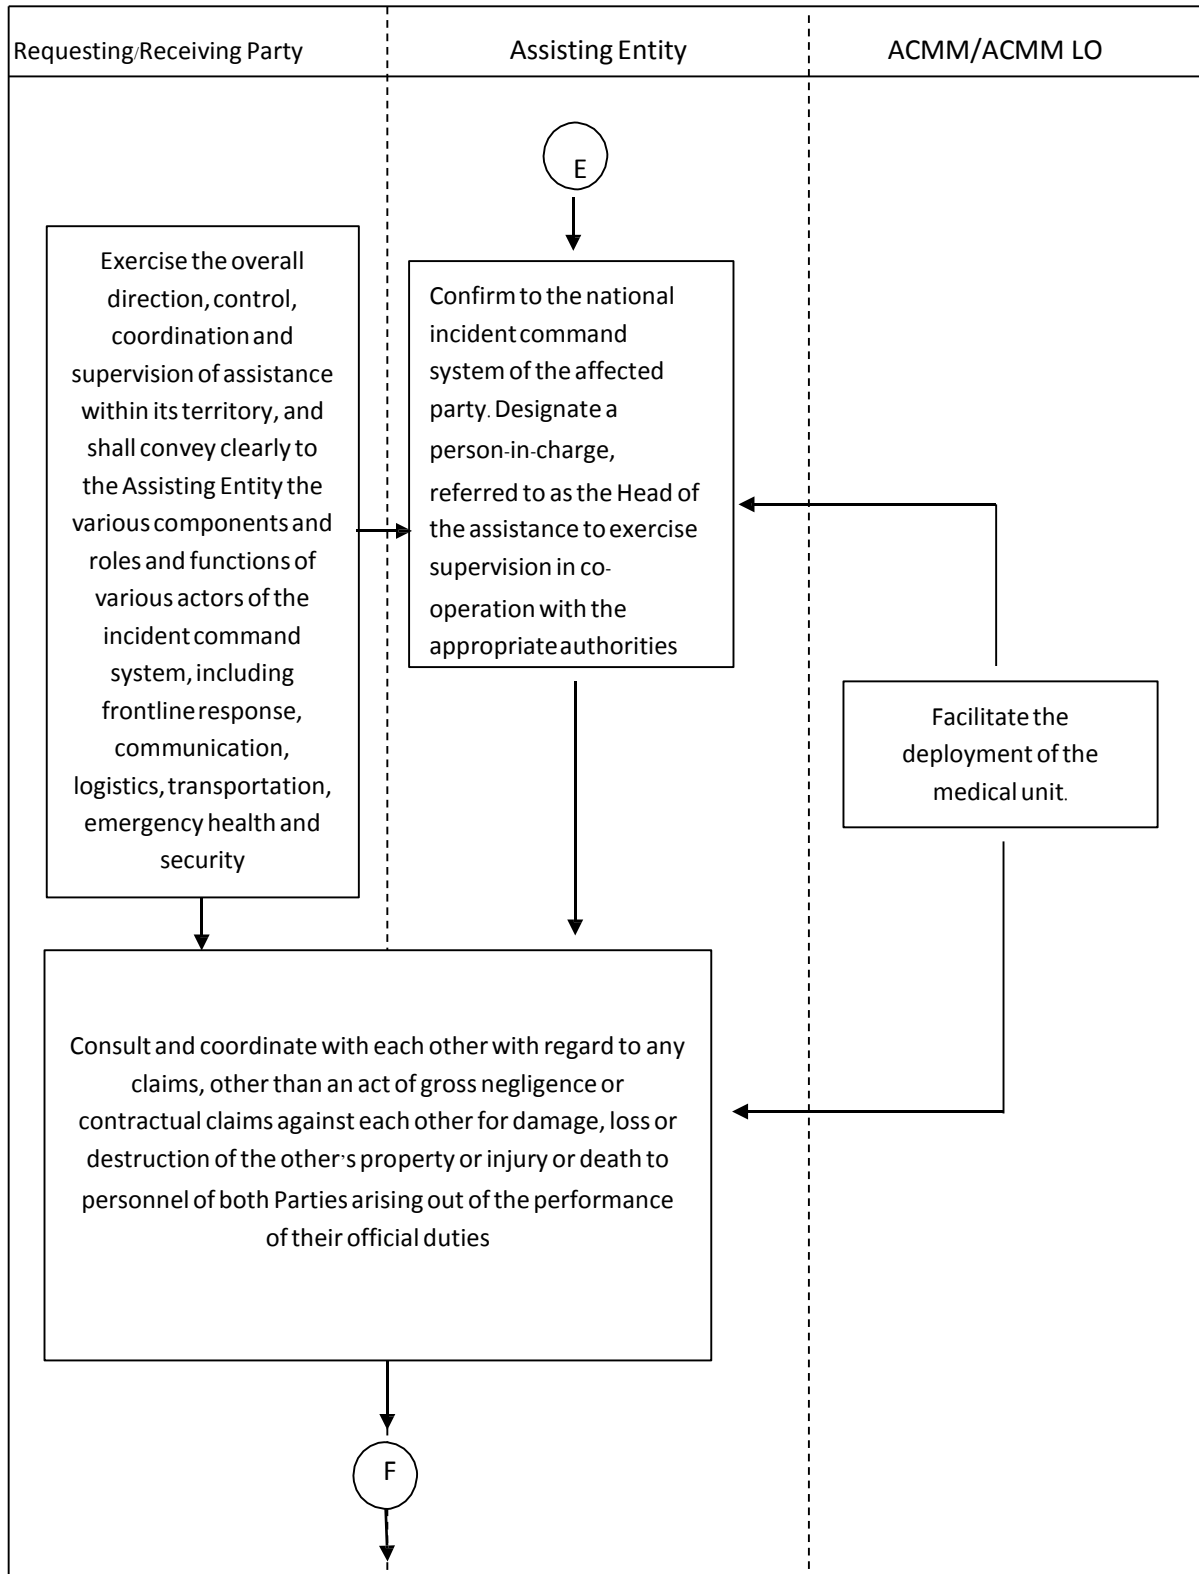 Requesting/Receiving Party
Assisting Entity
ACMM/ACMM LO
E
Exercise the overall
direction, control,
coordination and
supervision of assistance
within its territory, and
shall convey clearly to
the Assisting Entity the
various components and
roles and functions of
various actors of the
incident command
system, including
frontline response,
communication,
logistics, transportation,
emergency health and
security
Confirm to the national
incident command
system of the affected
party. Designate a
person-in-charge,
referred to as the Head of
the assistance to exercise
supervision in co-
operation with the
appropriate authorities
Facilitate the
deployment of the
medical unit.
Consult and coordinate with each other with regard to any
claims, other than an act of gross negligence or
contractual claims against each other for damage, loss or
destruction of the other's property or injury or death to
personnel of both Parties arising out of the performance
of their official duties
F